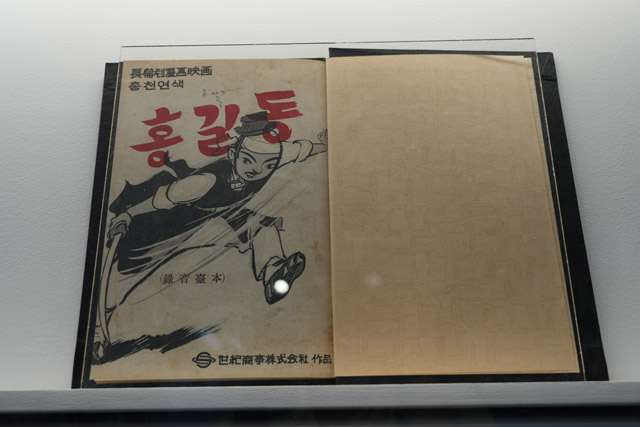 長篇劇漫画映画
총천연색
홍길동
(錄音臺本)
世紀商事株式会社 作品